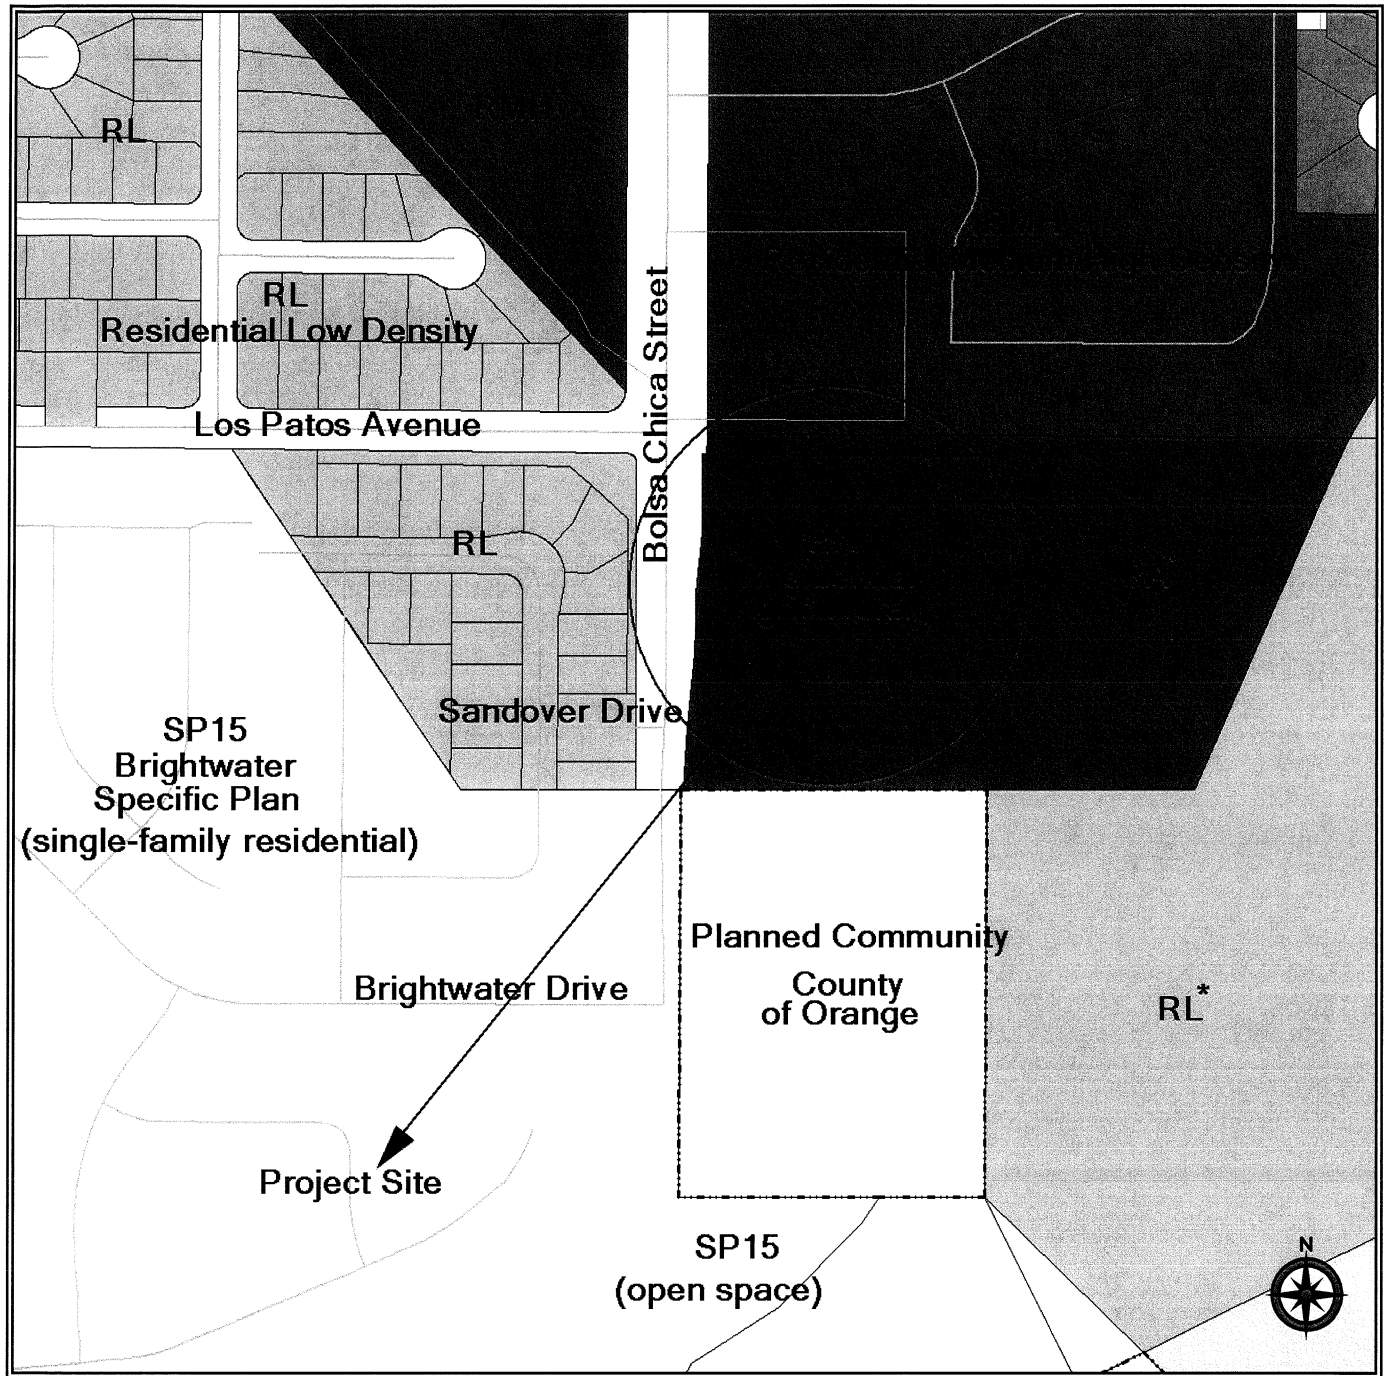 RL
RL
Residential Low Density
Bolsa Chica Street
Los Patos Avenue
RL
Sandover Drive
SP15
Brightwater
Specific Plan
(single-family residential)
Planned Community
County
of Orange
Brightwater Drive
RL*
Project Site
SP15
(open space)
N